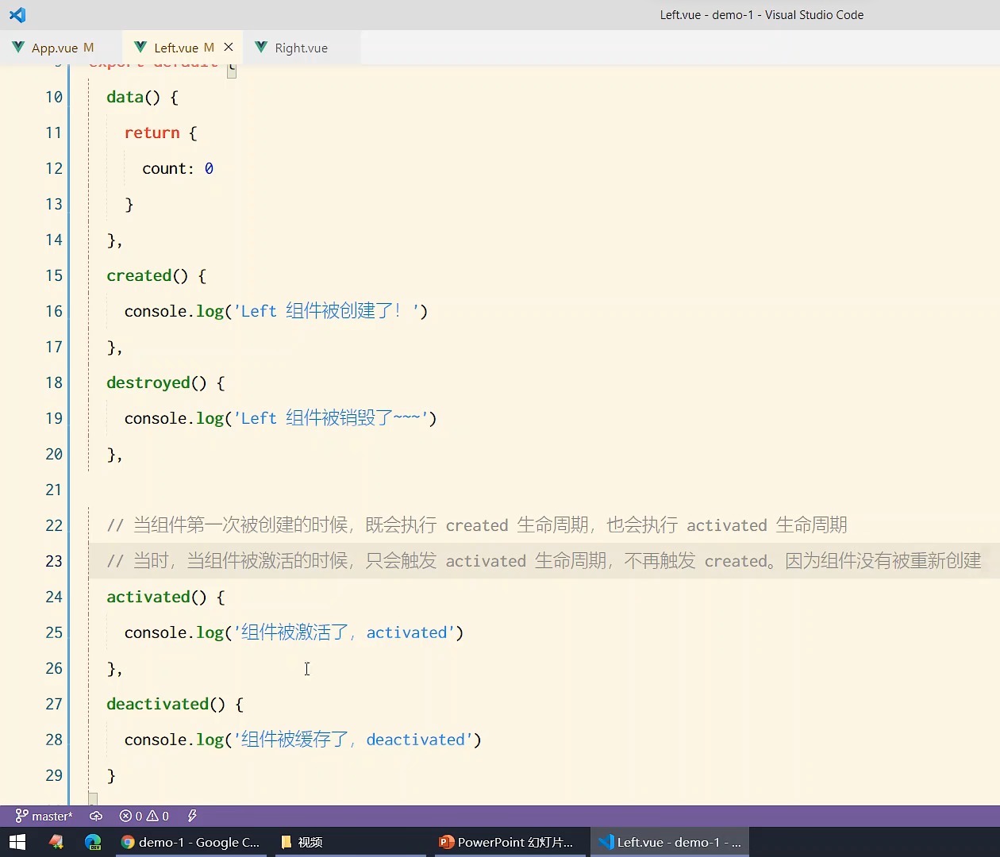 Left.vue - demo-1 - Visual Studio Code
App.vue M Left.vue M × Right.vue
9 export default {
10 data() {
11 return {
12 count: 0
13 }
14 },
15 created() {
16 console.log('Left 组件被创建了！')
17 },
18 destroyed() {
19 console.log('Left 组件被销毁了~~~')
20 },
21
22 // 当组件第一次被创建的时候，既会执行 created 生命周期，也会执行 activated 生命周期
23 // 当时，当组件被激活的时候，只会触发 activated 生命周期，不再触发 created。因为组件没有被重新创建
24 activated() {
25 console.log('组件被激活了，activated')
26 },
27 deactivated() {
28 console.log('组件被缓存了，deactivated')
29 }
master* 0 0
DEV demo-1 - Google C... 视频 PowerPoint 幻灯片... Left.vue - demo-1 - ...